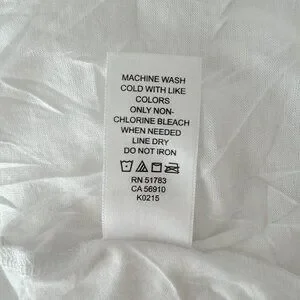 MACHINE WASH
COLD WITH LIKE
COLORS
ONLY NON-
CHLORINE BLEACH
WHEN NEEDED
LINE DRY
DO NOT IRON
RN 51783
CA 56910
K0215